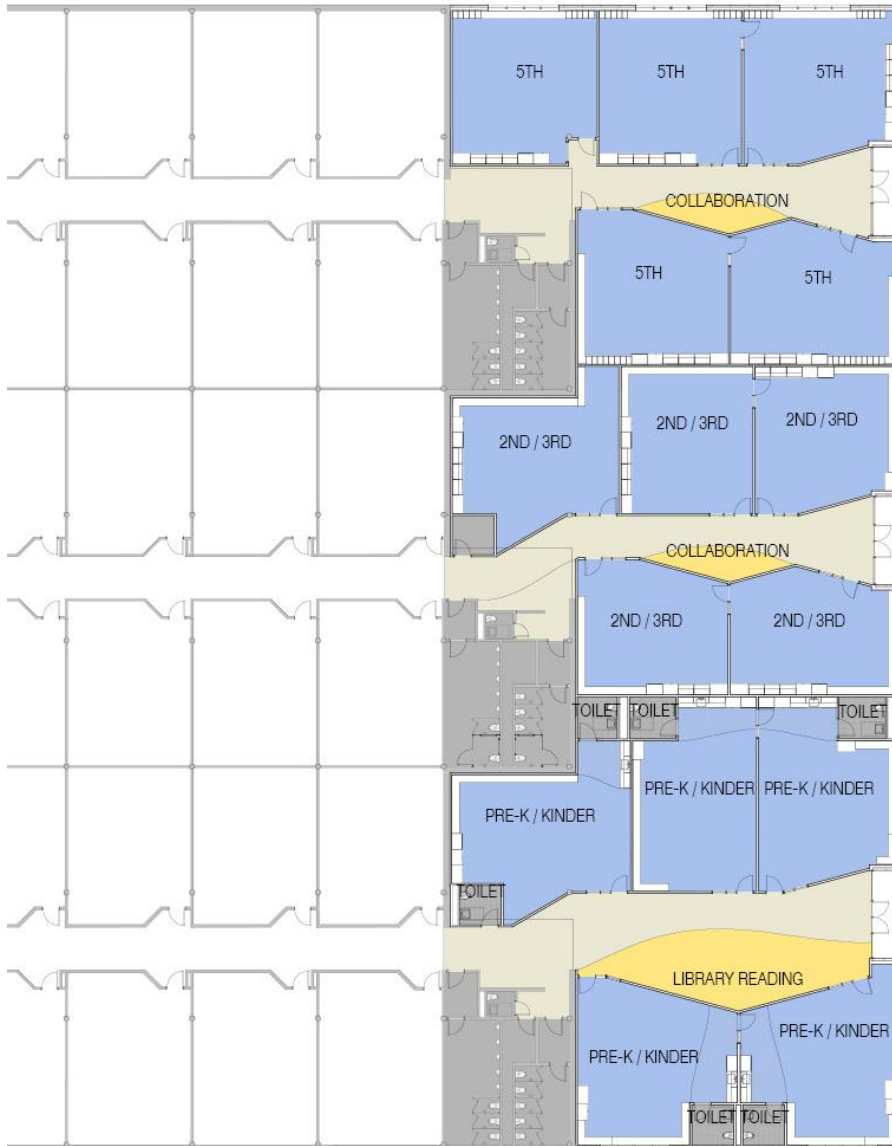 5TH
5TH
5TH
COLLABORATION
5TH
5TH
2ND / 3RD
2ND / 3RD
2ND / 3RD
COLLABORATION
2ND / 3RD
2ND / 3RD
TOILET
TOILET
TOILET
PRE-K / KINDER
PRE-K / KINDER
PRE-K / KINDER
TOILET
LIBRARY READING
PRE-K / KINDER
PRE-K / KINDER
TOILET
TOILET